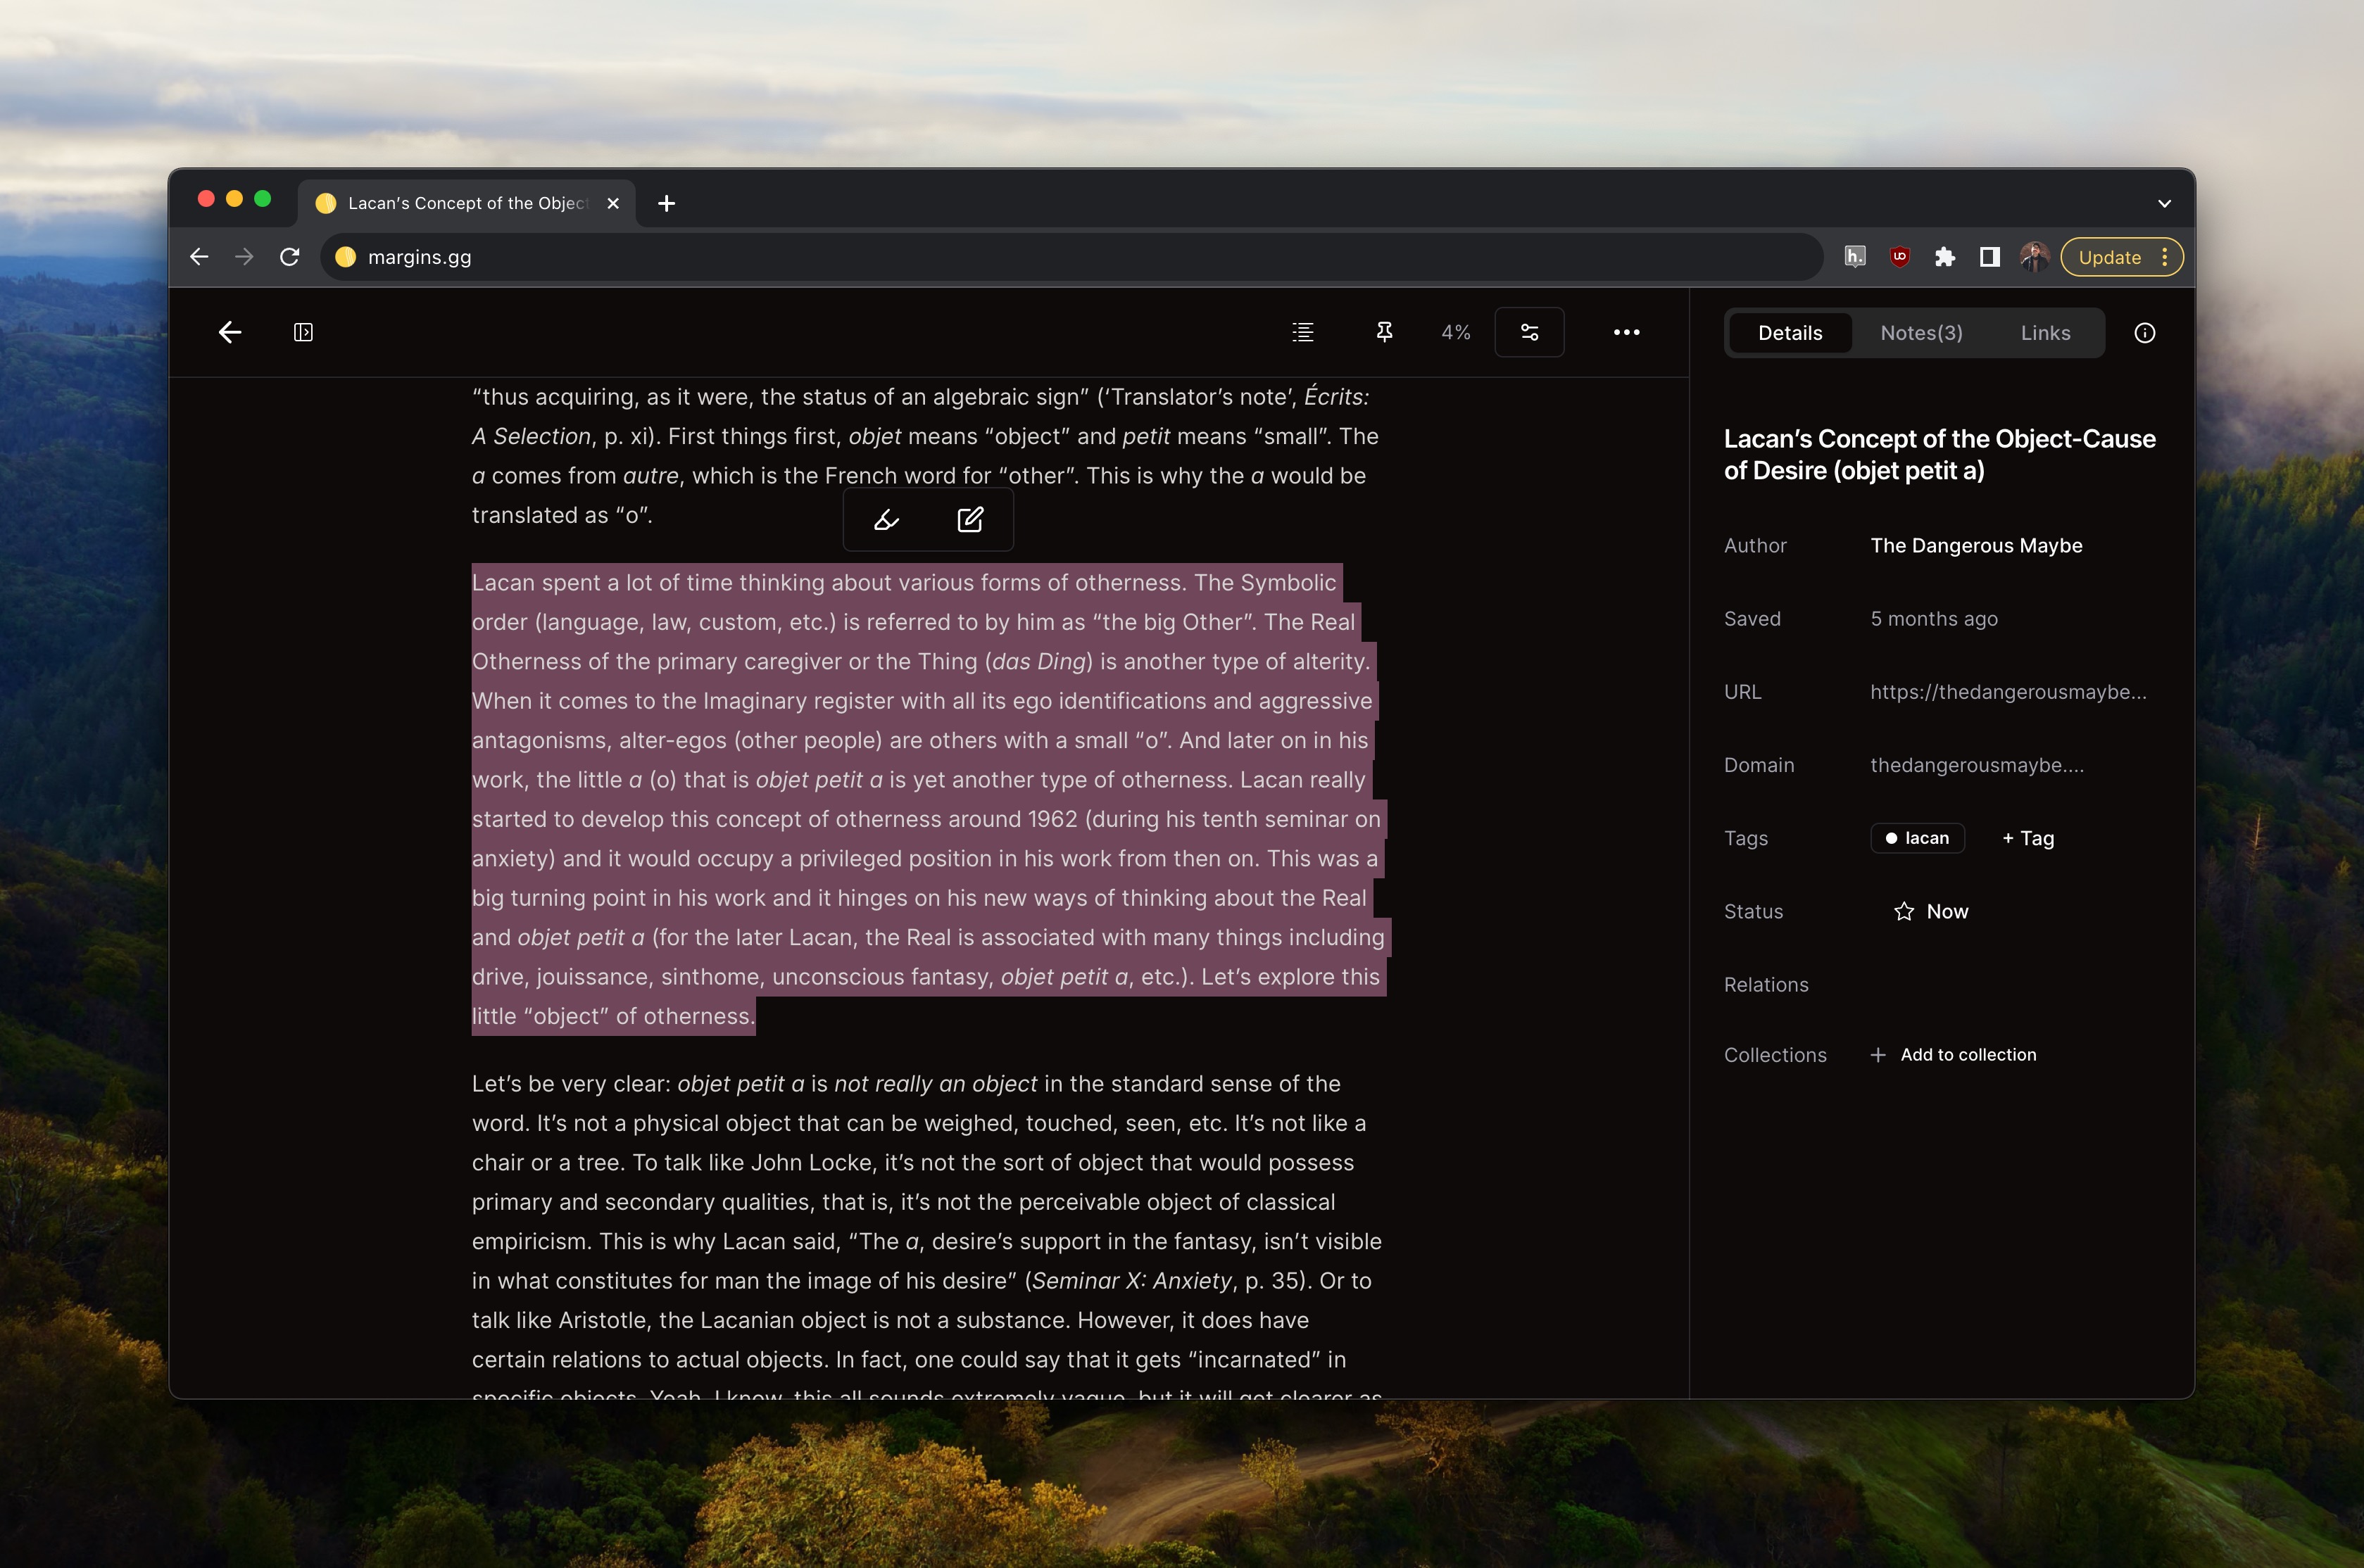 Lacan’s Concept of the Object
margins.gg
h.
UO
Update
4%
Details
Notes(3)
Links
“thus acquiring, as it were, the status of an algebraic sign” (‘Translator’s note’, Écrits:
A Selection, p. xi). First things first, objet means “object” and petit means “small”. The
a comes from autre, which is the French word for “other”. This is why the a would be
translated as “o”.
Lacan spent a lot of time thinking about various forms of otherness. The Symbolic
order (language, law, custom, etc.) is referred to by him as “the big Other”. The Real
Otherness of the primary caregiver or the Thing (das Ding) is another type of alterity.
When it comes to the Imaginary register with all its ego identifications and aggressive
antagonisms, alter-egos (other people) are others with a small “o”. And later on in his
work, the little a (o) that is objet petit a is yet another type of otherness. Lacan really
started to develop this concept of otherness around 1962 (during his tenth seminar on
anxiety) and it would occupy a privileged position in his work from then on. This was a
big turning point in his work and it hinges on his new ways of thinking about the Real
and objet petit a (for the later Lacan, the Real is associated with many things including
drive, jouissance, sinthome, unconscious fantasy, objet petit a, etc.). Let’s explore this
little “object” of otherness.
Let’s be very clear: objet petit a is not really an object in the standard sense of the
word. It’s not a physical object that can be weighed, touched, seen, etc. It’s not like a
chair or a tree. To talk like John Locke, it’s not the sort of object that would possess
primary and secondary qualities, that is, it’s not the perceivable object of classical
empiricism. This is why Lacan said, “The a, desire’s support in the fantasy, isn’t visible
in what constitutes for man the image of his desire” (Seminar X: Anxiety, p. 35). Or to
talk like Aristotle, the Lacanian object is not a substance. However, it does have
certain relations to actual objects. In fact, one could say that it gets “incarnated” in
specific objects. Yeah, I know, this all sounds extremely vague, but it will get clearer as
Lacan’s Concept of the Object-Cause
of Desire (objet petit a)
Author The Dangerous Maybe
Saved 5 months ago
URL https://thedangerousmaybe...
Domain thedangerousmaybe....
Tags lacan + Tag
Status Now
Relations
Collections + Add to collection